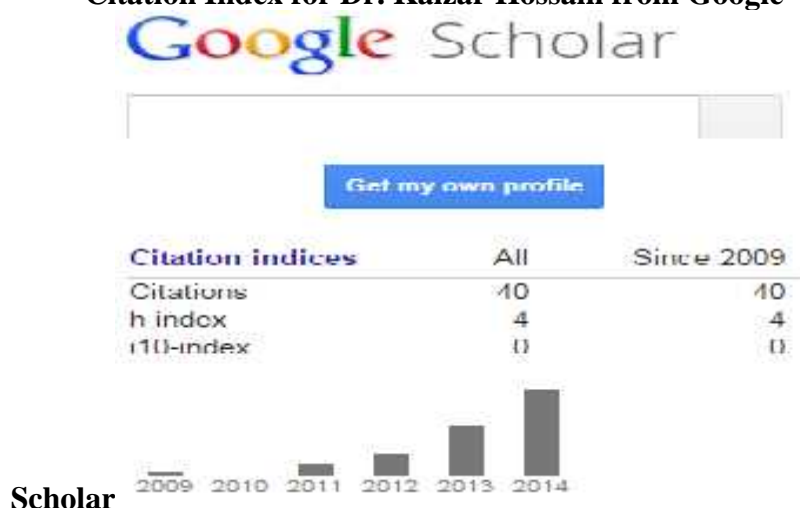 Citation Index for Dr. Kaizar Hossain from Google
Google Scholar
Get my own profile
Citation indices All Since 2009
Citations 40 40
h-index 4 4
i10-index 0 0
2009 2010 2011 2012 2013 2014
Scholar